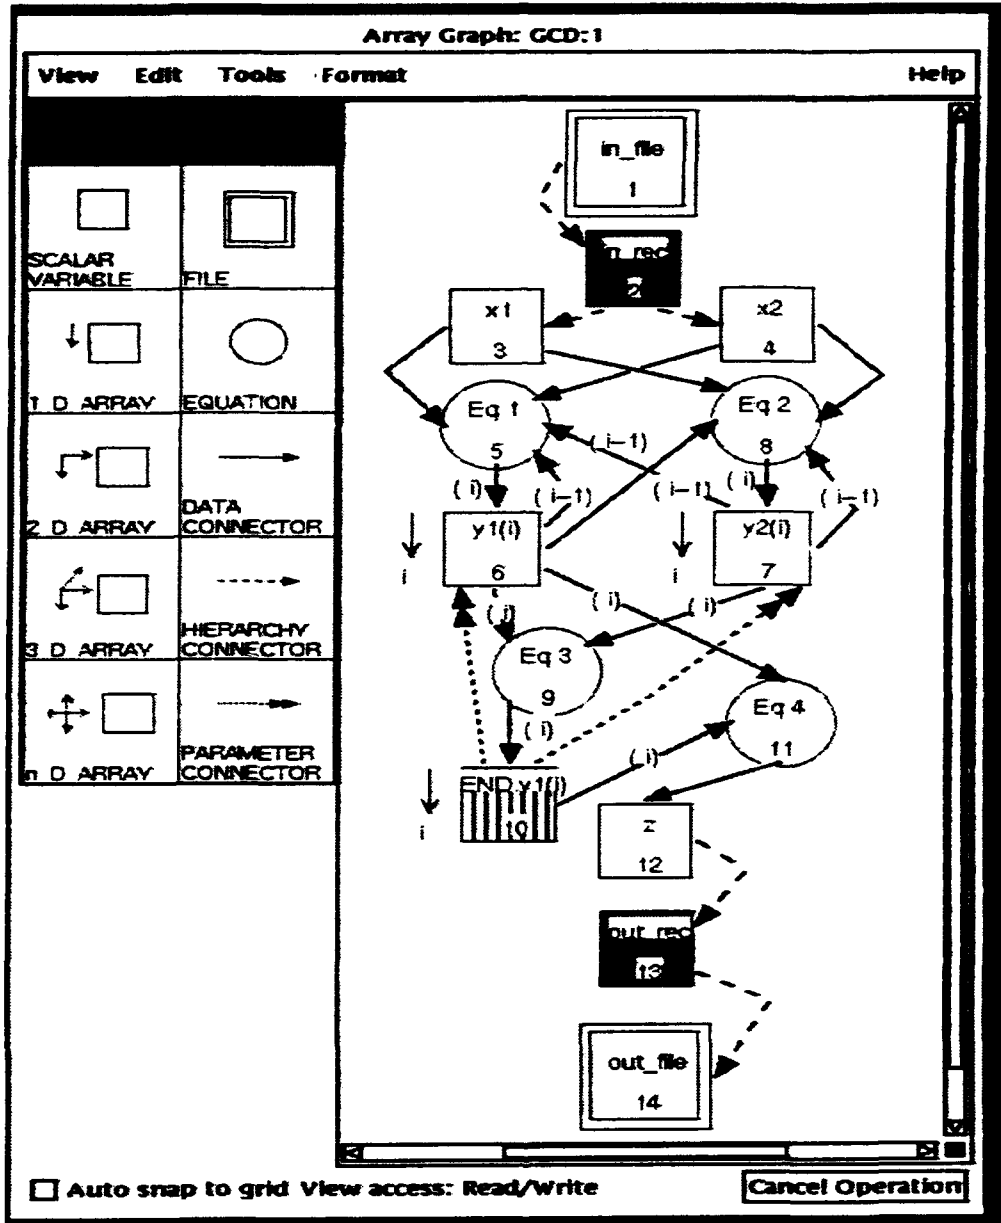 Array Graph: GCD:1
View Edit Tools Format Help
SCALAR
VARIABLE
FILE
1 D ARRAY
EQUATION
2 D ARRAY
DATA
CONNECTOR
3 D ARRAY
HIERARCHY
CONNECTOR
n D ARRAY
PARAMETER
CONNECTOR
in_file
1
in_rec
2
x1
3
x2
4
Eq 1
5
Eq 2
8
(i-1)
(i)
(i-1)
(i-1)
(i)
(i-1)
i
y1(i)
6
i
y2(i)
7
(i)
(i)
(i)
Eq 3
9
Eq 4
11
(i)
(i)
i
END.y1(i)
10
z
12
out_rec
13
out_file
14
Auto snap to grid View access: Read/Write
Cancel Operation